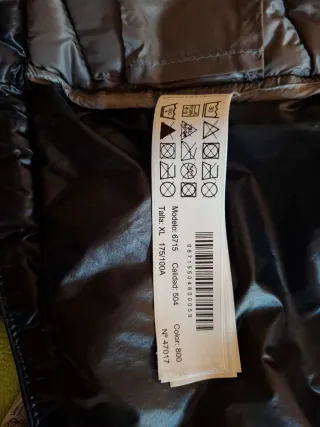 Modelo: 6715 Calidad: 504 Color: 800
Talla: XL 175/100A Nº 47017